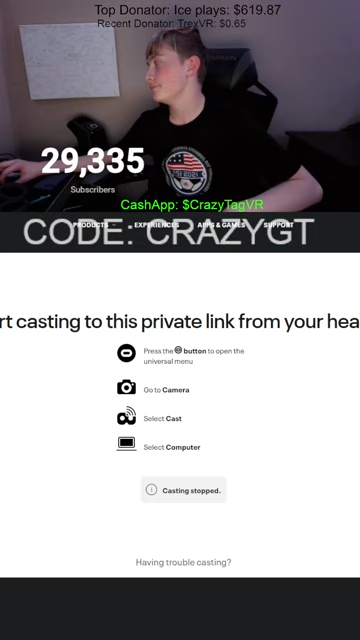 Top Donator: Ice plays: $619.87
Recent Donator: TrexVR: $0.65
29,335
Subscribers
CashApp: $CrazyTagVR
PRODUCTS EXPERIENCES APPS & GAMES SUPPORT
CODE: CRAZYGT
rt casting to this private link from your hea
Press the button to open the
universal menu
Go to Camera
Select Cast
Select Computer
Casting stopped.
Having trouble casting?